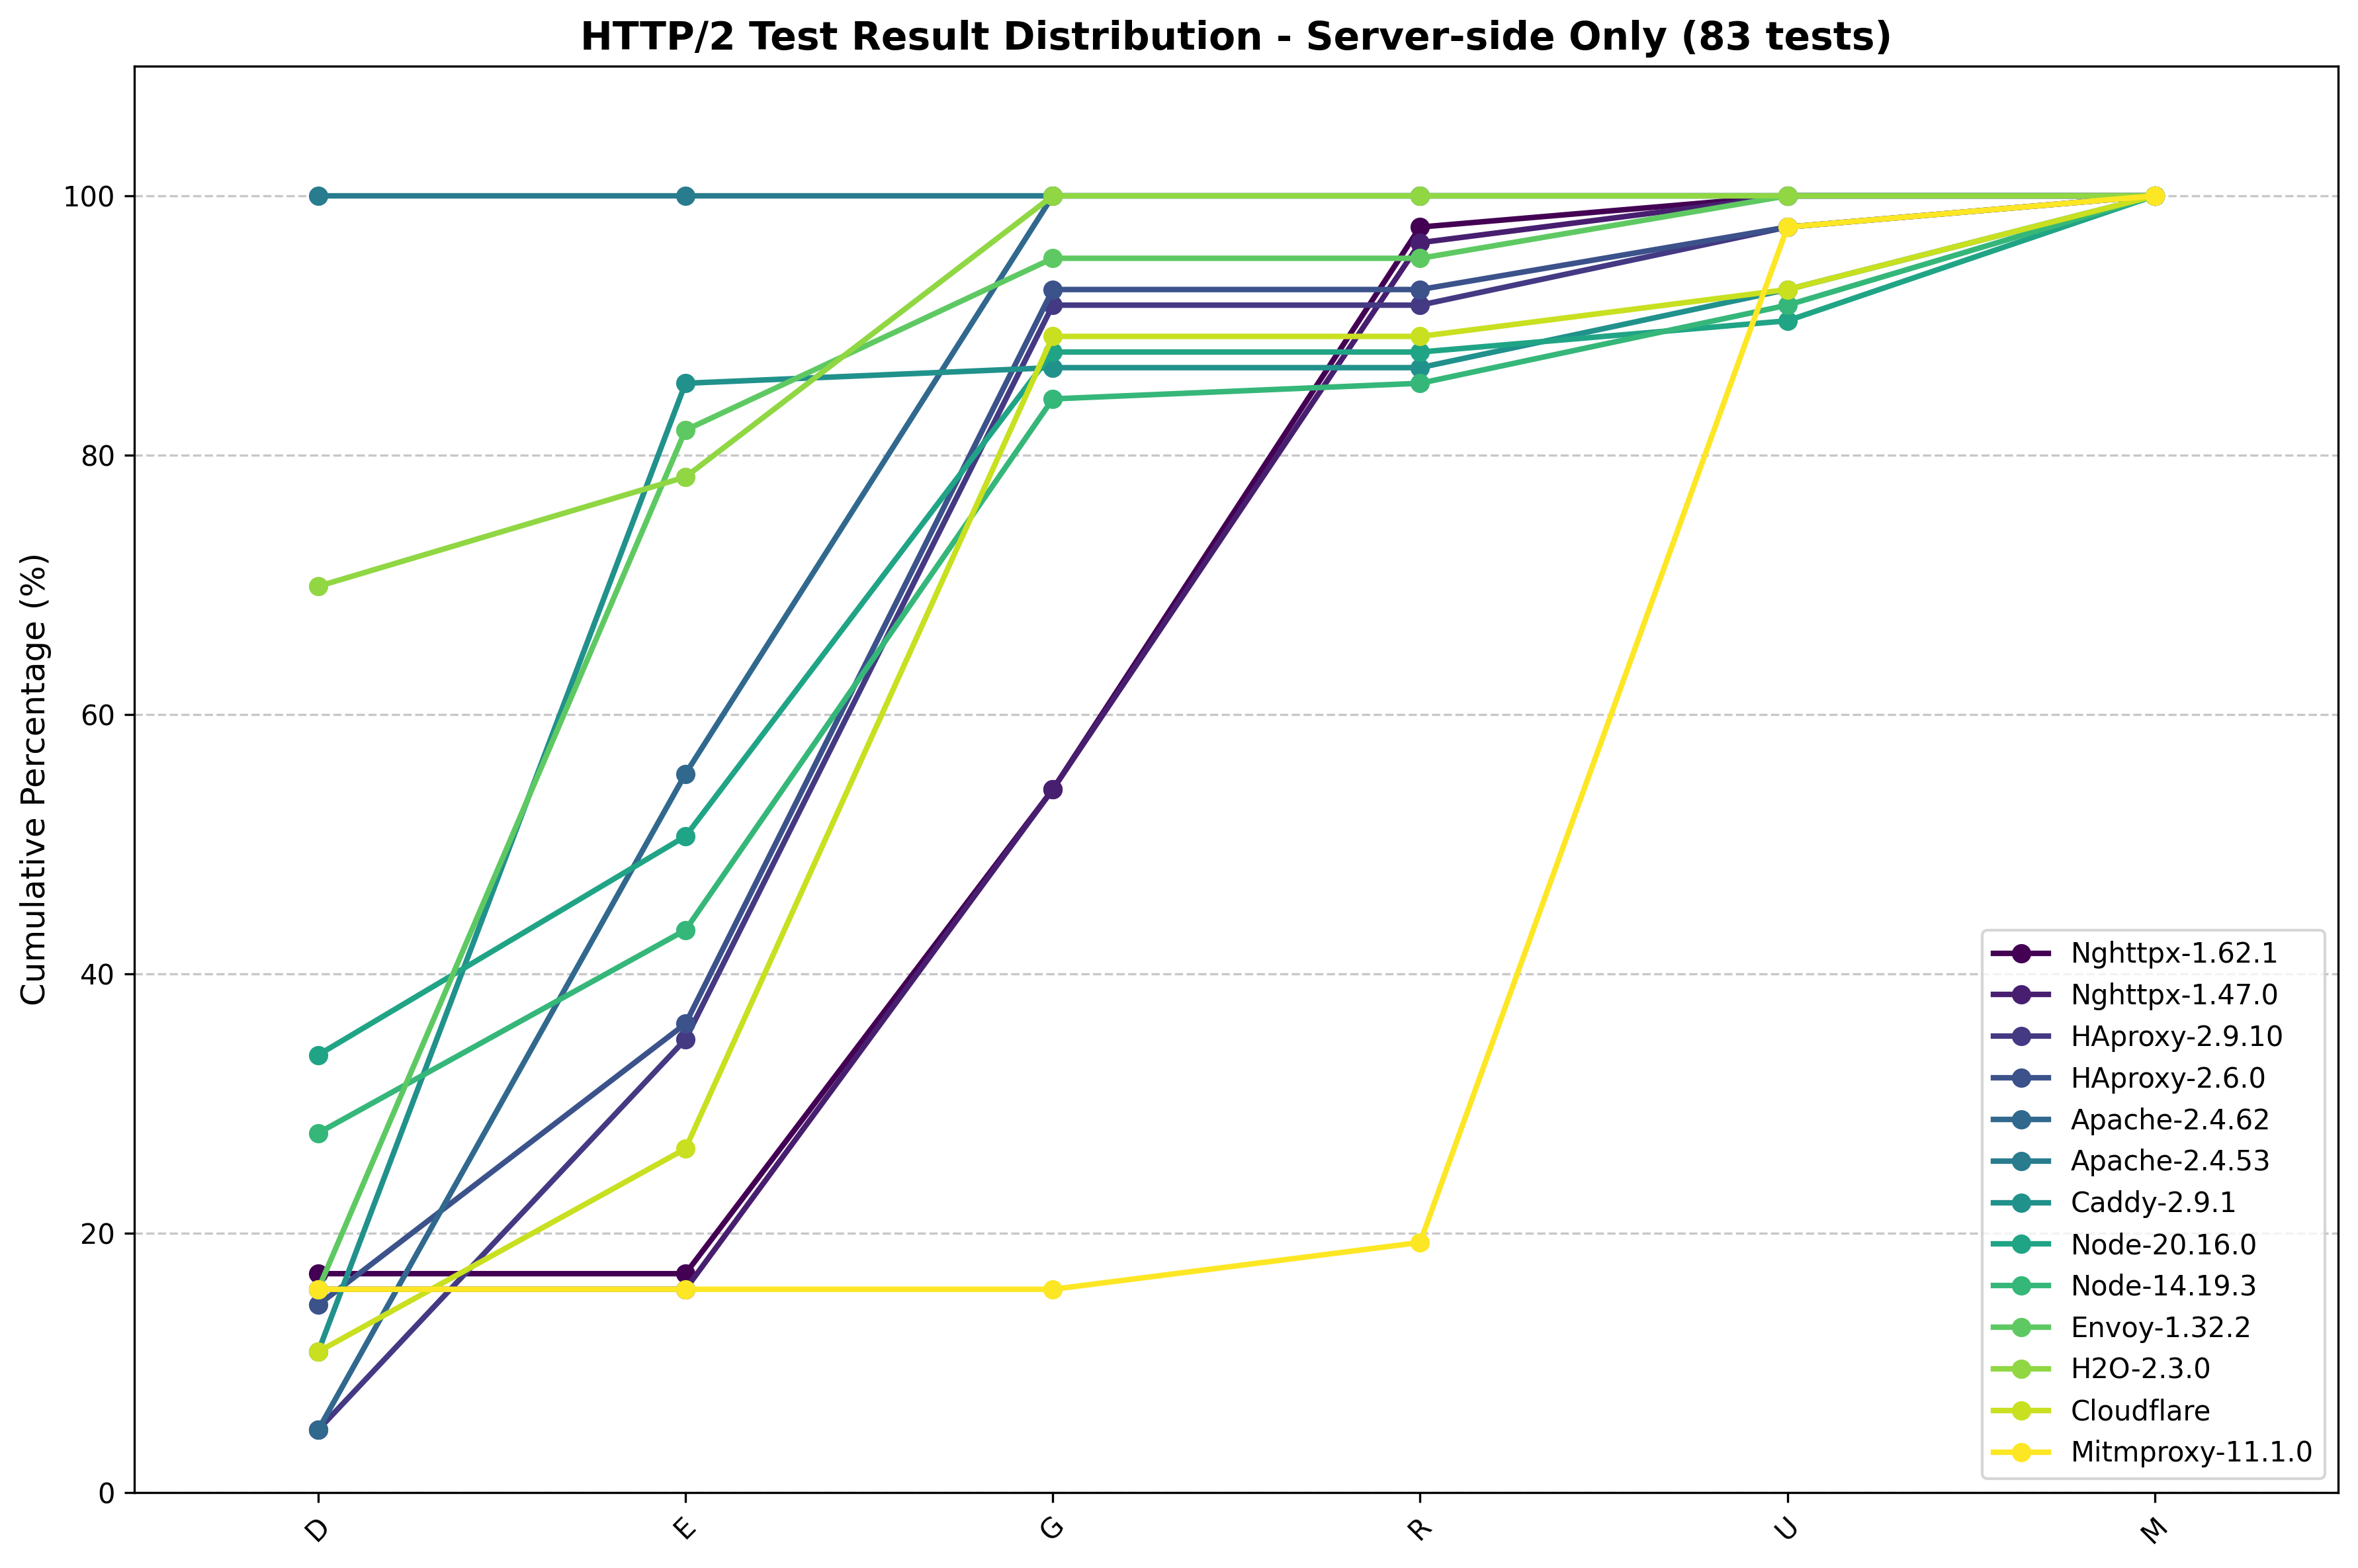 HTTP/2 Test Result Distribution - Server-side Only (83 tests)
Cumulative Percentage (%)
100
80
60
40
20
0
D
E
G
R
U
M
Nghttpx-1.62.1
Nghttpx-1.47.0
HAproxy-2.9.10
HAproxy-2.6.0
Apache-2.4.62
Apache-2.4.53
Caddy-2.9.1
Node-20.16.0
Node-14.19.3
Envoy-1.32.2
H2O-2.3.0
Cloudflare
Mitmproxy-11.1.0